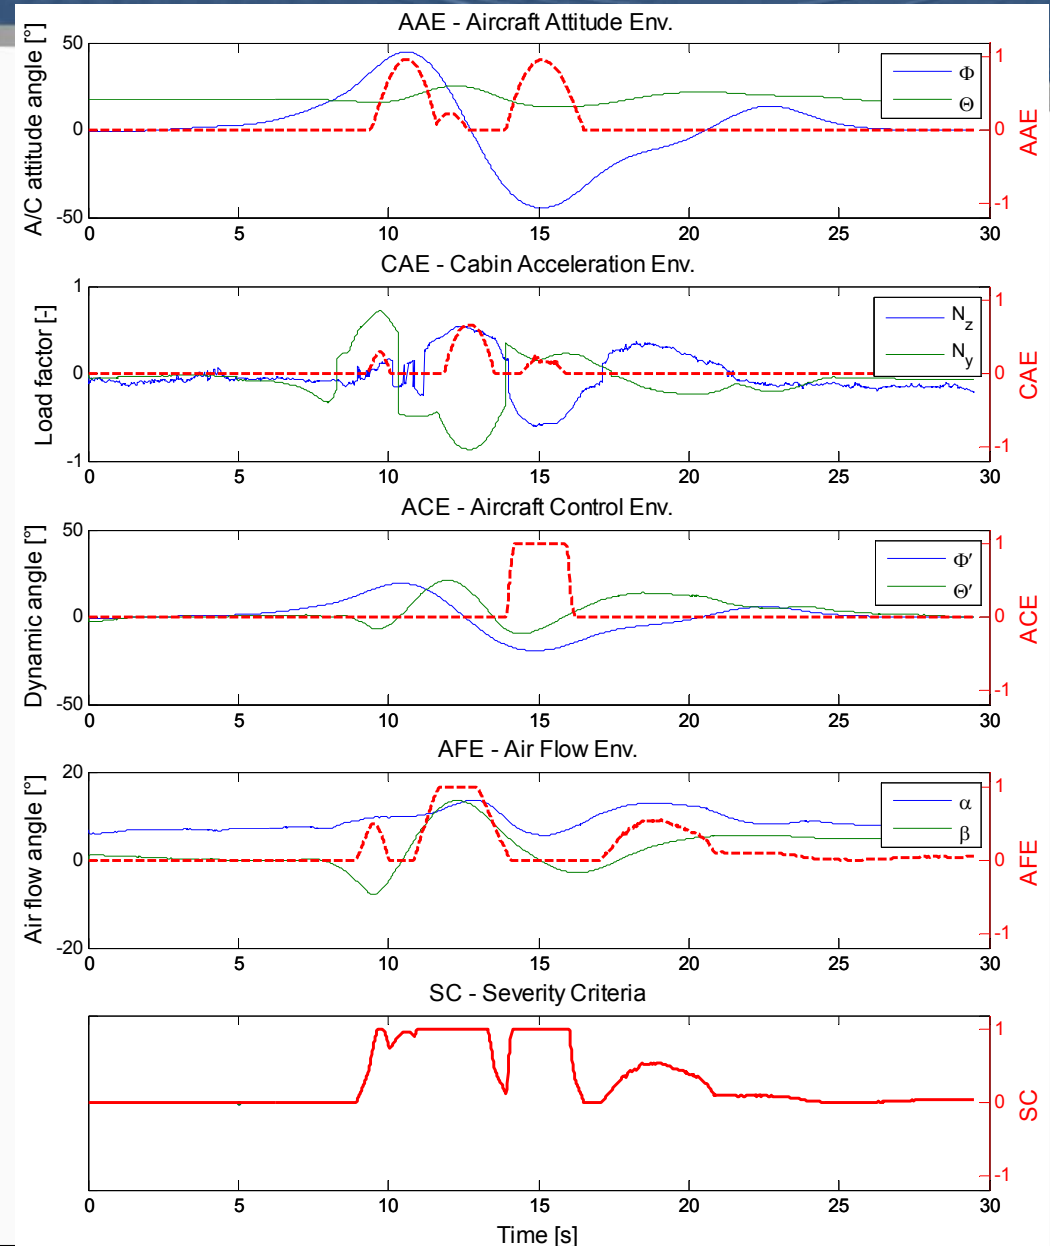 AAE - Aircraft Attitude Env.
A/C attitude angle [°]
50
0
-50
Φ
Θ
1
0
-1
AAE
0 5 10 15 20 25 30
CAE - Cabin Acceleration Env.
Load factor [-]
1
0
-1
Nz
Ny
1
0
-1
CAE
0 5 10 15 20 25 30
ACE - Aircraft Control Env.
Dynamic angle [°]
50
0
-50
Φ'
Θ'
1
0
-1
ACE
0 5 10 15 20 25 30
AFE - Air Flow Env.
Air flow angle [°]
20
0
-20
α
β
1
0
-1
AFE
0 5 10 15 20 25 30
SC - Severity Criteria
1
0
-1
SC
0 5 10 15 20 25 30
Time [s]